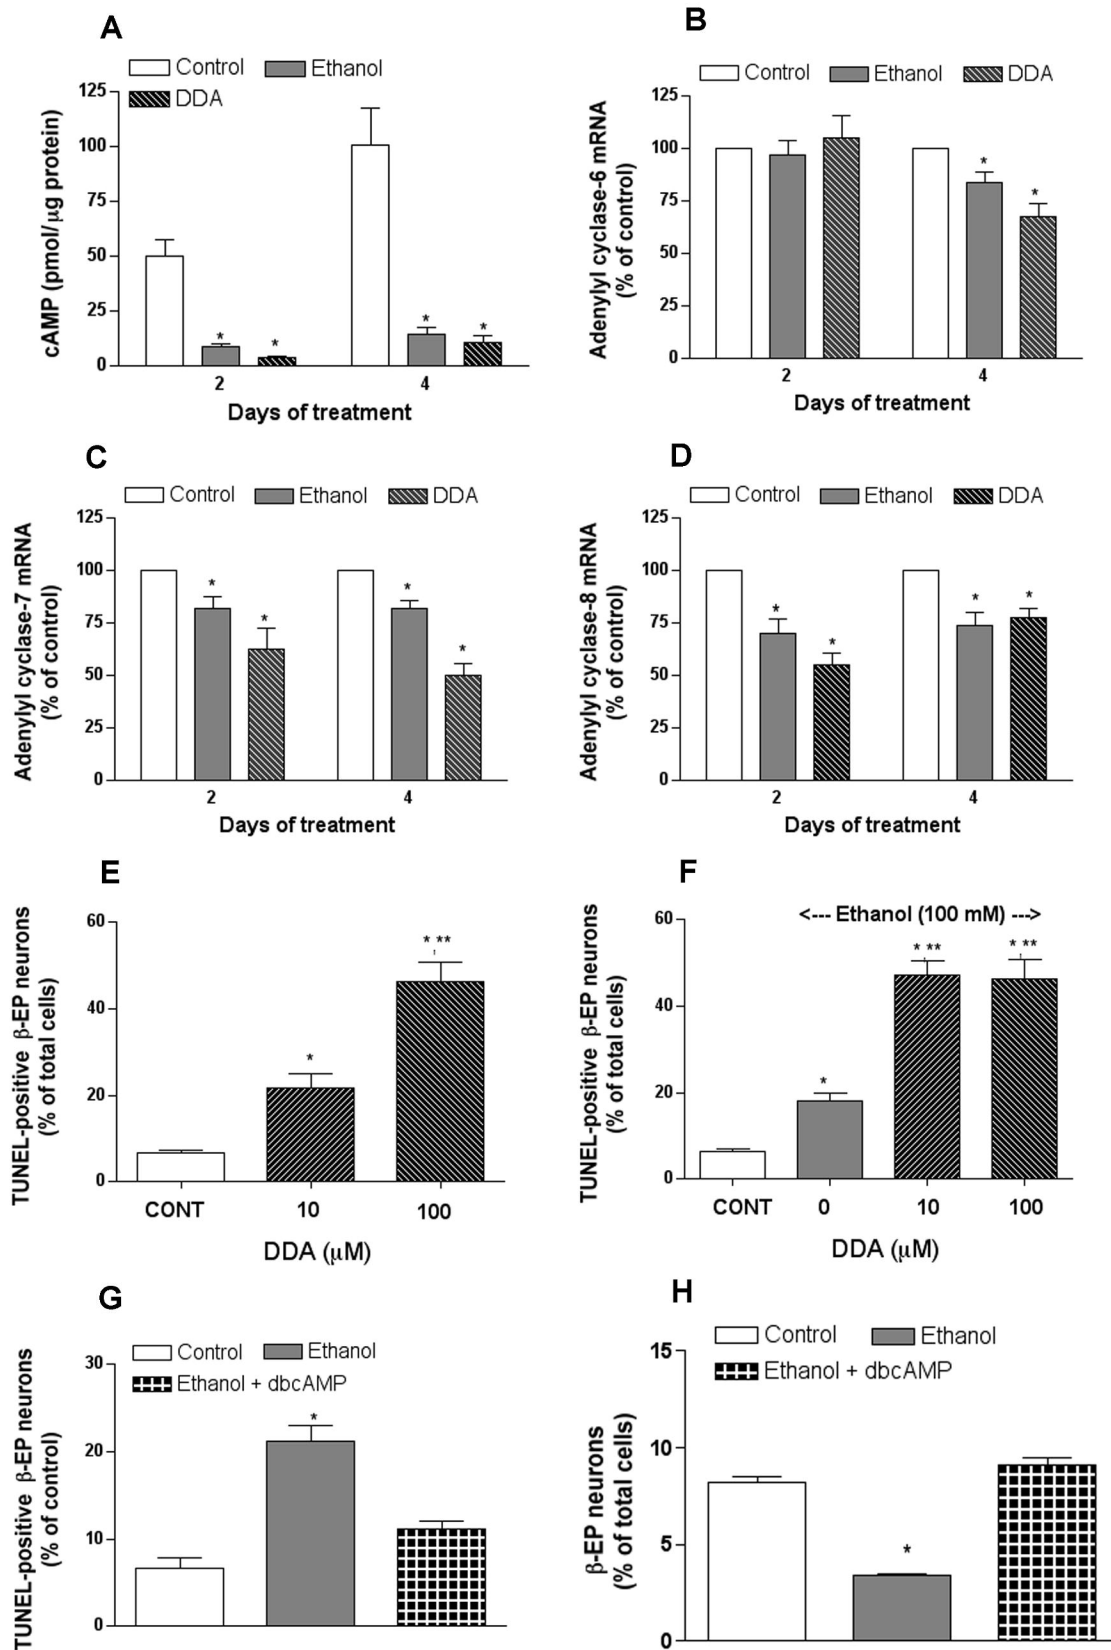 A
Control Ethanol
DDA
cAMP (pmol/μg protein)
125
100
75
50
25
0
* * * *
2 4
Days of treatment
B
Control Ethanol DDA
Adenylyl cyclase-6 mRNA
(% of control)
125
100
75
50
25
0
* *
2 4
Days of treatment
C
Control Ethanol DDA
Adenylyl cyclase-7 mRNA
(% of control)
125
100
75
50
25
0
* * * *
2 4
Days of treatment
D
Control Ethanol DDA
Adenylyl cyclase-8 mRNA
(% of control)
125
100
75
50
25
0
* * * *
2 4
Days of treatment
E
TUNEL-positive β-EP neurons
(% of total cells)
60
40
20
0
* *,**
CONT 10 100
DDA (μM)
F
<--- Ethanol (100 mM) --->
TUNEL-positive β-EP neurons
(% of total cells)
60
40
20
0
* *,** *,**
CONT 0 10 100
DDA (μM)
G
Control Ethanol
Ethanol + dbcAMP
TUNEL-positive β-EP neurons
(% of control)
30
20
10
0
*
H
Control Ethanol
Ethanol + dbcAMP
β-EP neurons
(% of total cells)
15
10
5
0
*